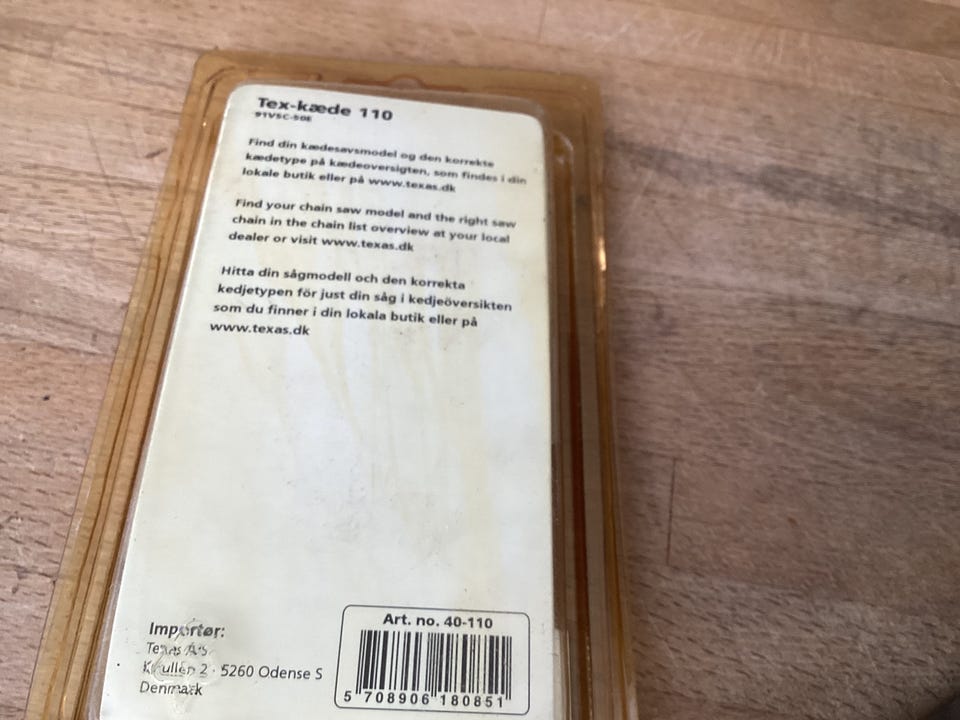 Tex-kæde 110
91VSC-50E
Find din kædesavsmodel og den korrekte
kædetype på kædeoversigten, som findes i din
lokale butik eller på www.texas.dk
Find your chain saw model and the right saw
chain in the chain list overview at your local
dealer or visit www.texas.dk
Hitta din sågmodell och den korrekta
kedjetypen för just din såg i kedjeöversikten
som du finner i din lokala butik eller på
www.texas.dk
Importør:
Texas A/S
2 · 5260 Odense S
Denmark
Art. no. 40-110
5 708906 180851